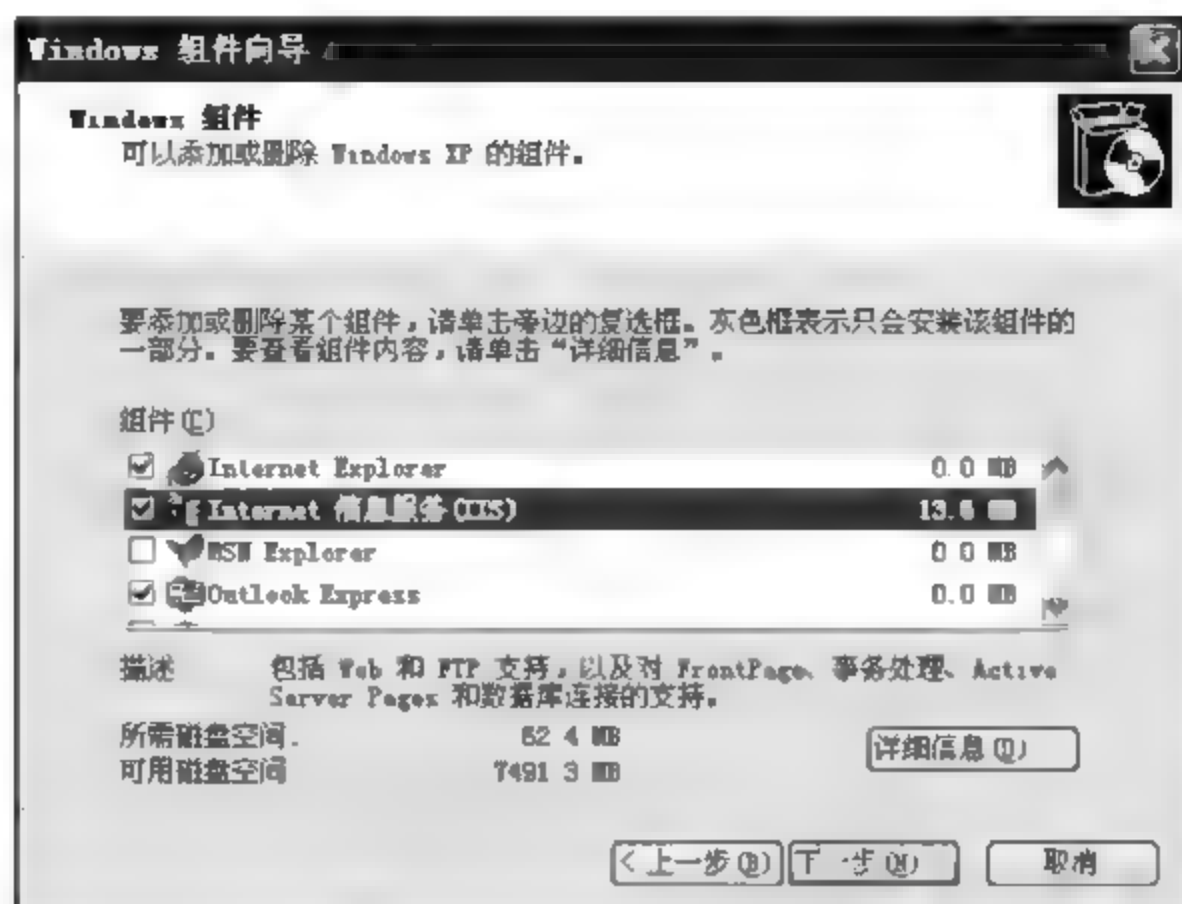 Windows 组件向导
Windows 组件
可以添加或删除 Windows XP 的组件。
要添加或删除某个组件，请单击旁边的复选框。灰色框表示只会安装该组件的
一部分。要查看组件内容，请单击“详细信息”。
组件(C)
Internet Explorer 0.0 MB
Internet 信息服务(IIS) 13.6 MB
MSN Explorer 0.0 MB
Outlook Express 0.0 MB
描述 包括 Web 和 FTP 支持，以及对 FrontPage、事务处理、Active
Server Pages 和数据库连接的支持。
所需磁盘空间: 62.4 MB
可用磁盘空间 7491.3 MB
详细信息(D)
< 上一步(B) 下一步(N) 取消